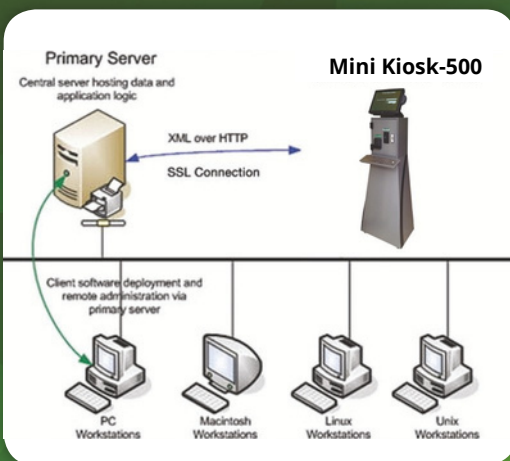 Primary Server
Central server hosting data and
application logic
Mini Kiosk-500
XML over HTTP
SSL Connection
Client software deployment and
remote administration via
primary server
PC
Workstations
Macintosh
Workstations
Linux
Workstations
Unix
Workstations